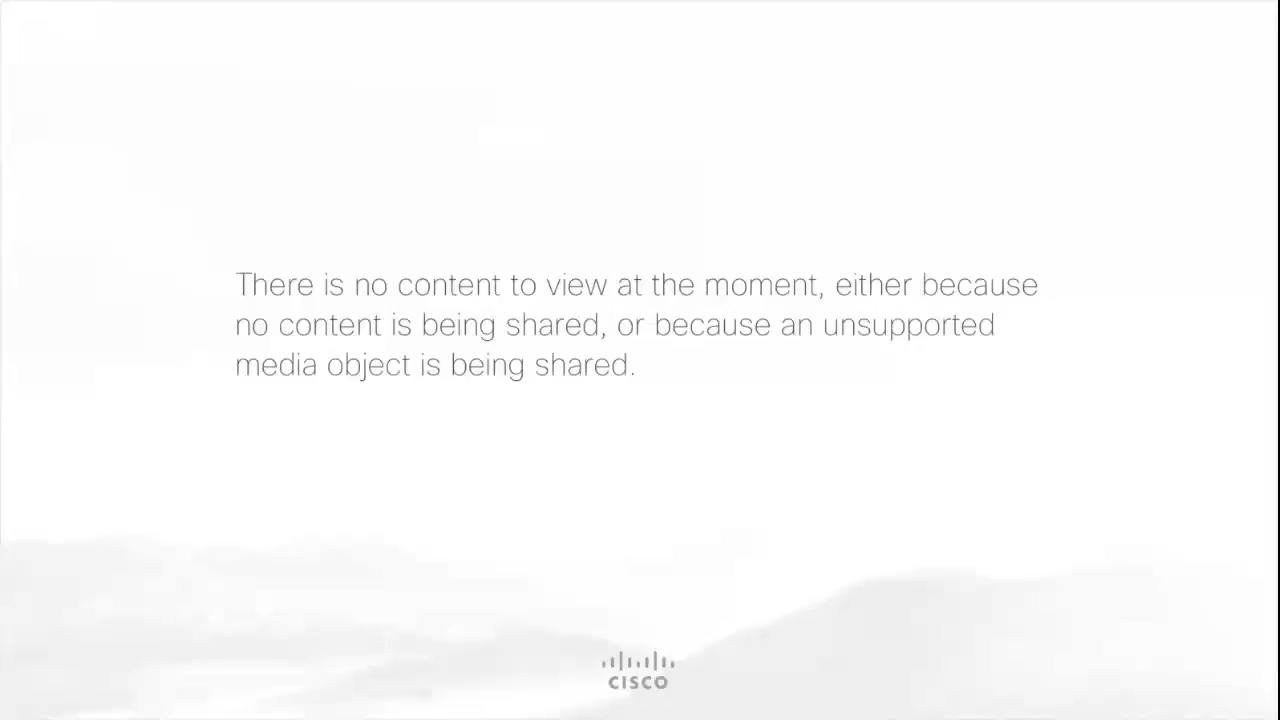 There is no content to view at the moment, either because
no content is being shared, or because an unsupported
media object is being shared.
CISCO